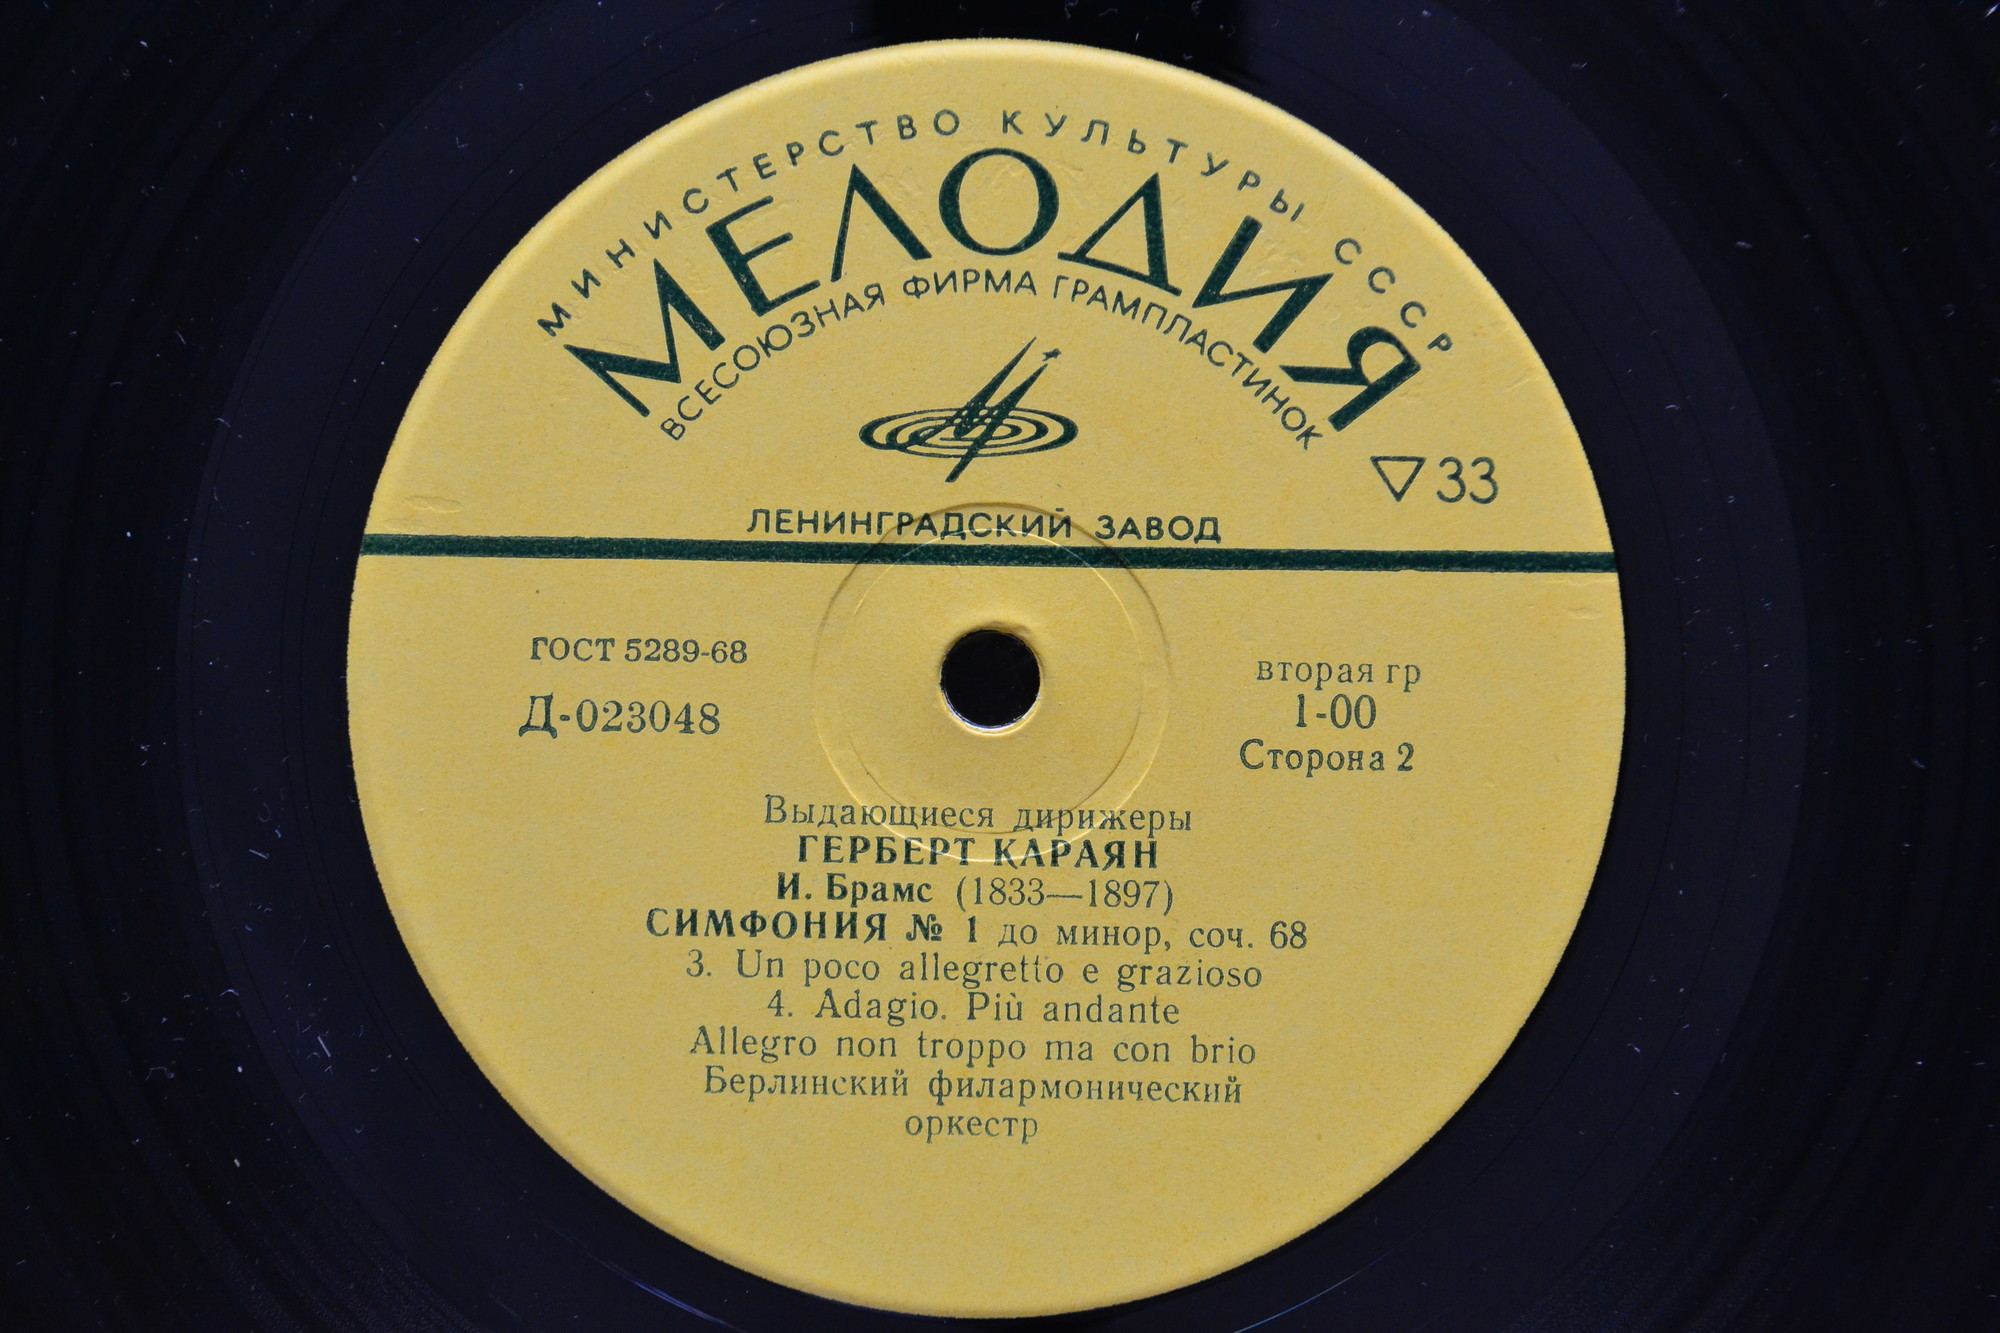 МИНИСТЕРСТВО КУЛЬТУРЫ СССР
МЕЛОДИЯ
ВСЕСОЮЗНАЯ ФИРМА ГРАМПЛАСТИНОК
33
ЛЕНИНГРАДСКИЙ ЗАВОД
ГОСТ 5289-68
Д-023048
вторая гр
1-00
Сторона 2
Выдающиеся дирижеры
ГЕРБЕРТ КАРАЯН
И. Брамс (1833—1897)
СИМФОНИЯ № 1 до минор, соч. 68
3. Un poco allegretto e grazioso
4. Adagio. Più andante
Allegro non troppo ma con brio
Берлинский филармонический
оркестр